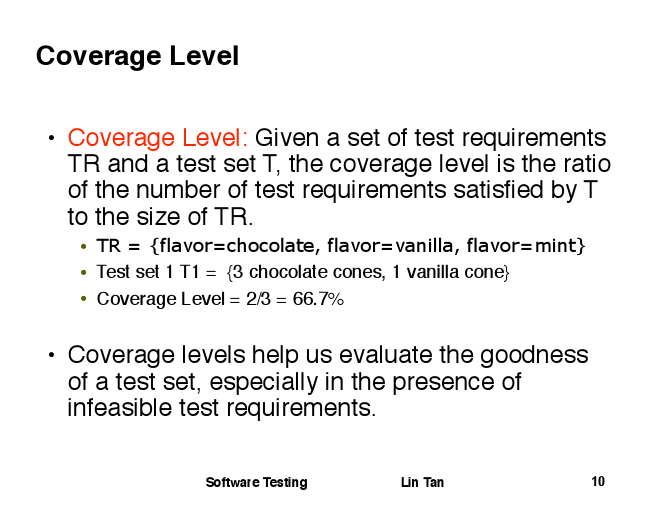 Coverage Level
• Coverage Level: Given a set of test requirements
TR and a test set T, the coverage level is the ratio
of the number of test requirements satisfied by T
to the size of TR.
• TR = {flavor=chocolate, flavor=vanilla, flavor=mint}
• Test set 1 T1 = {3 chocolate cones, 1 vanilla cone}
• Coverage Level = 2/3 = 66.7%
• Coverage levels help us evaluate the goodness
of a test set, especially in the presence of
infeasible test requirements.
Software Testing Lin Tan 10